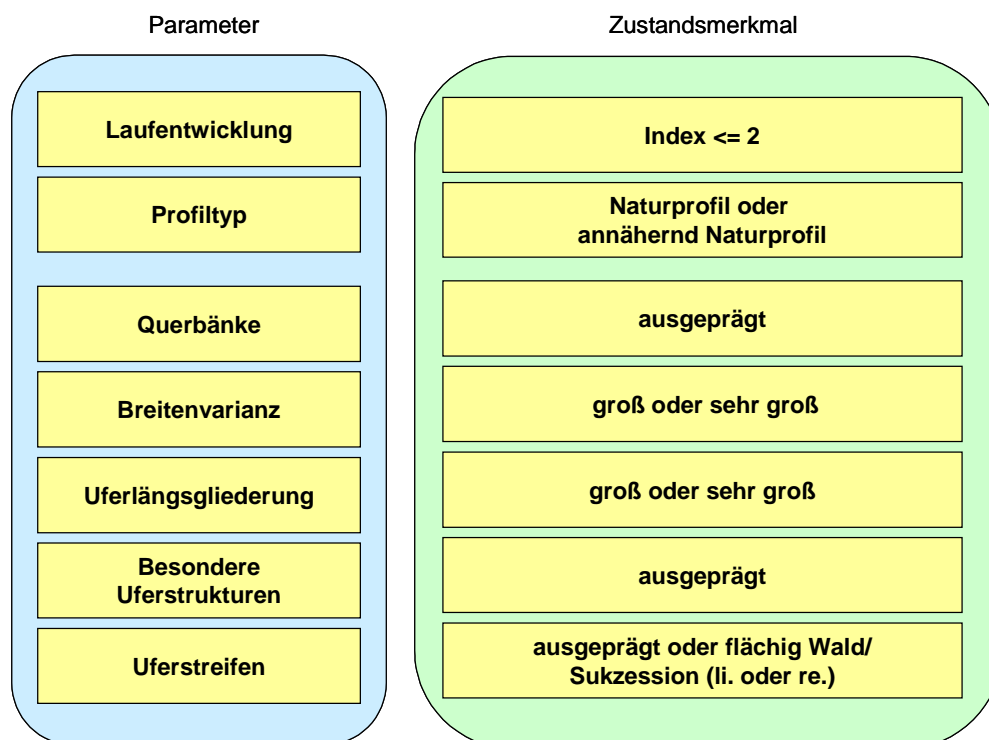 Parameter
Zustandsmerkmal
Laufentwicklung
Index <= 2
Profiltyp
Naturprofil oder
annähernd Naturprofil
Querbänke
ausgeprägt
Breitenvarianz
groß oder sehr groß
Uferlängsgliederung
groß oder sehr groß
Besondere
Uferstrukturen
ausgeprägt
Uferstreifen
ausgeprägt oder flächig Wald/
Sukzession (li. oder re.)